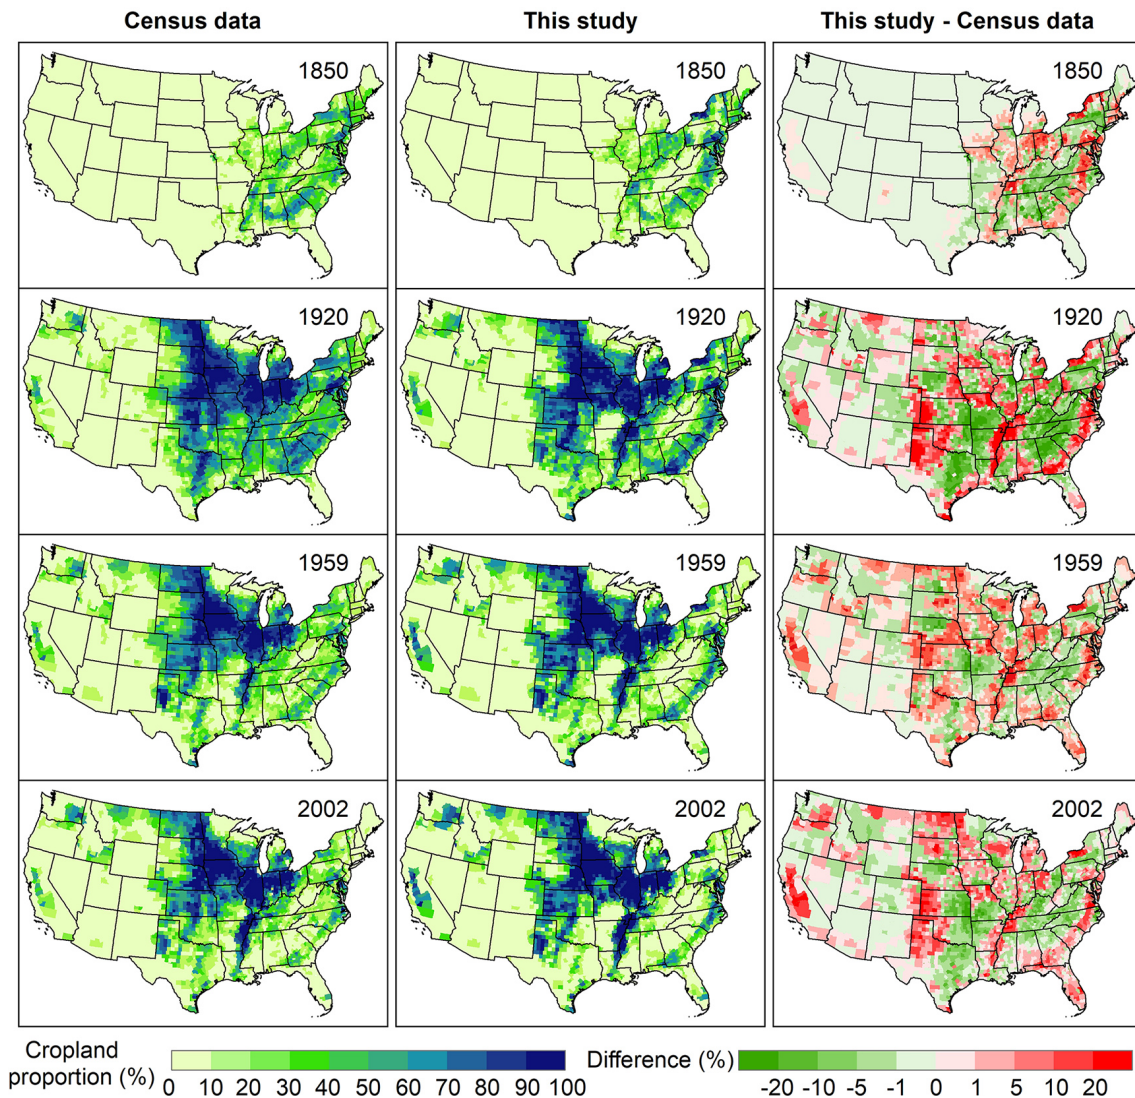 Census data
This study
This study - Census data
1850
1850
1850
1920
1920
1920
1959
1959
1959
2002
2002
2002
Cropland
proportion (%)
0 10 20 30 40 60 70 80 90 100
Difference (%)
-20 -10 -5 -1 0 1 5 10 20